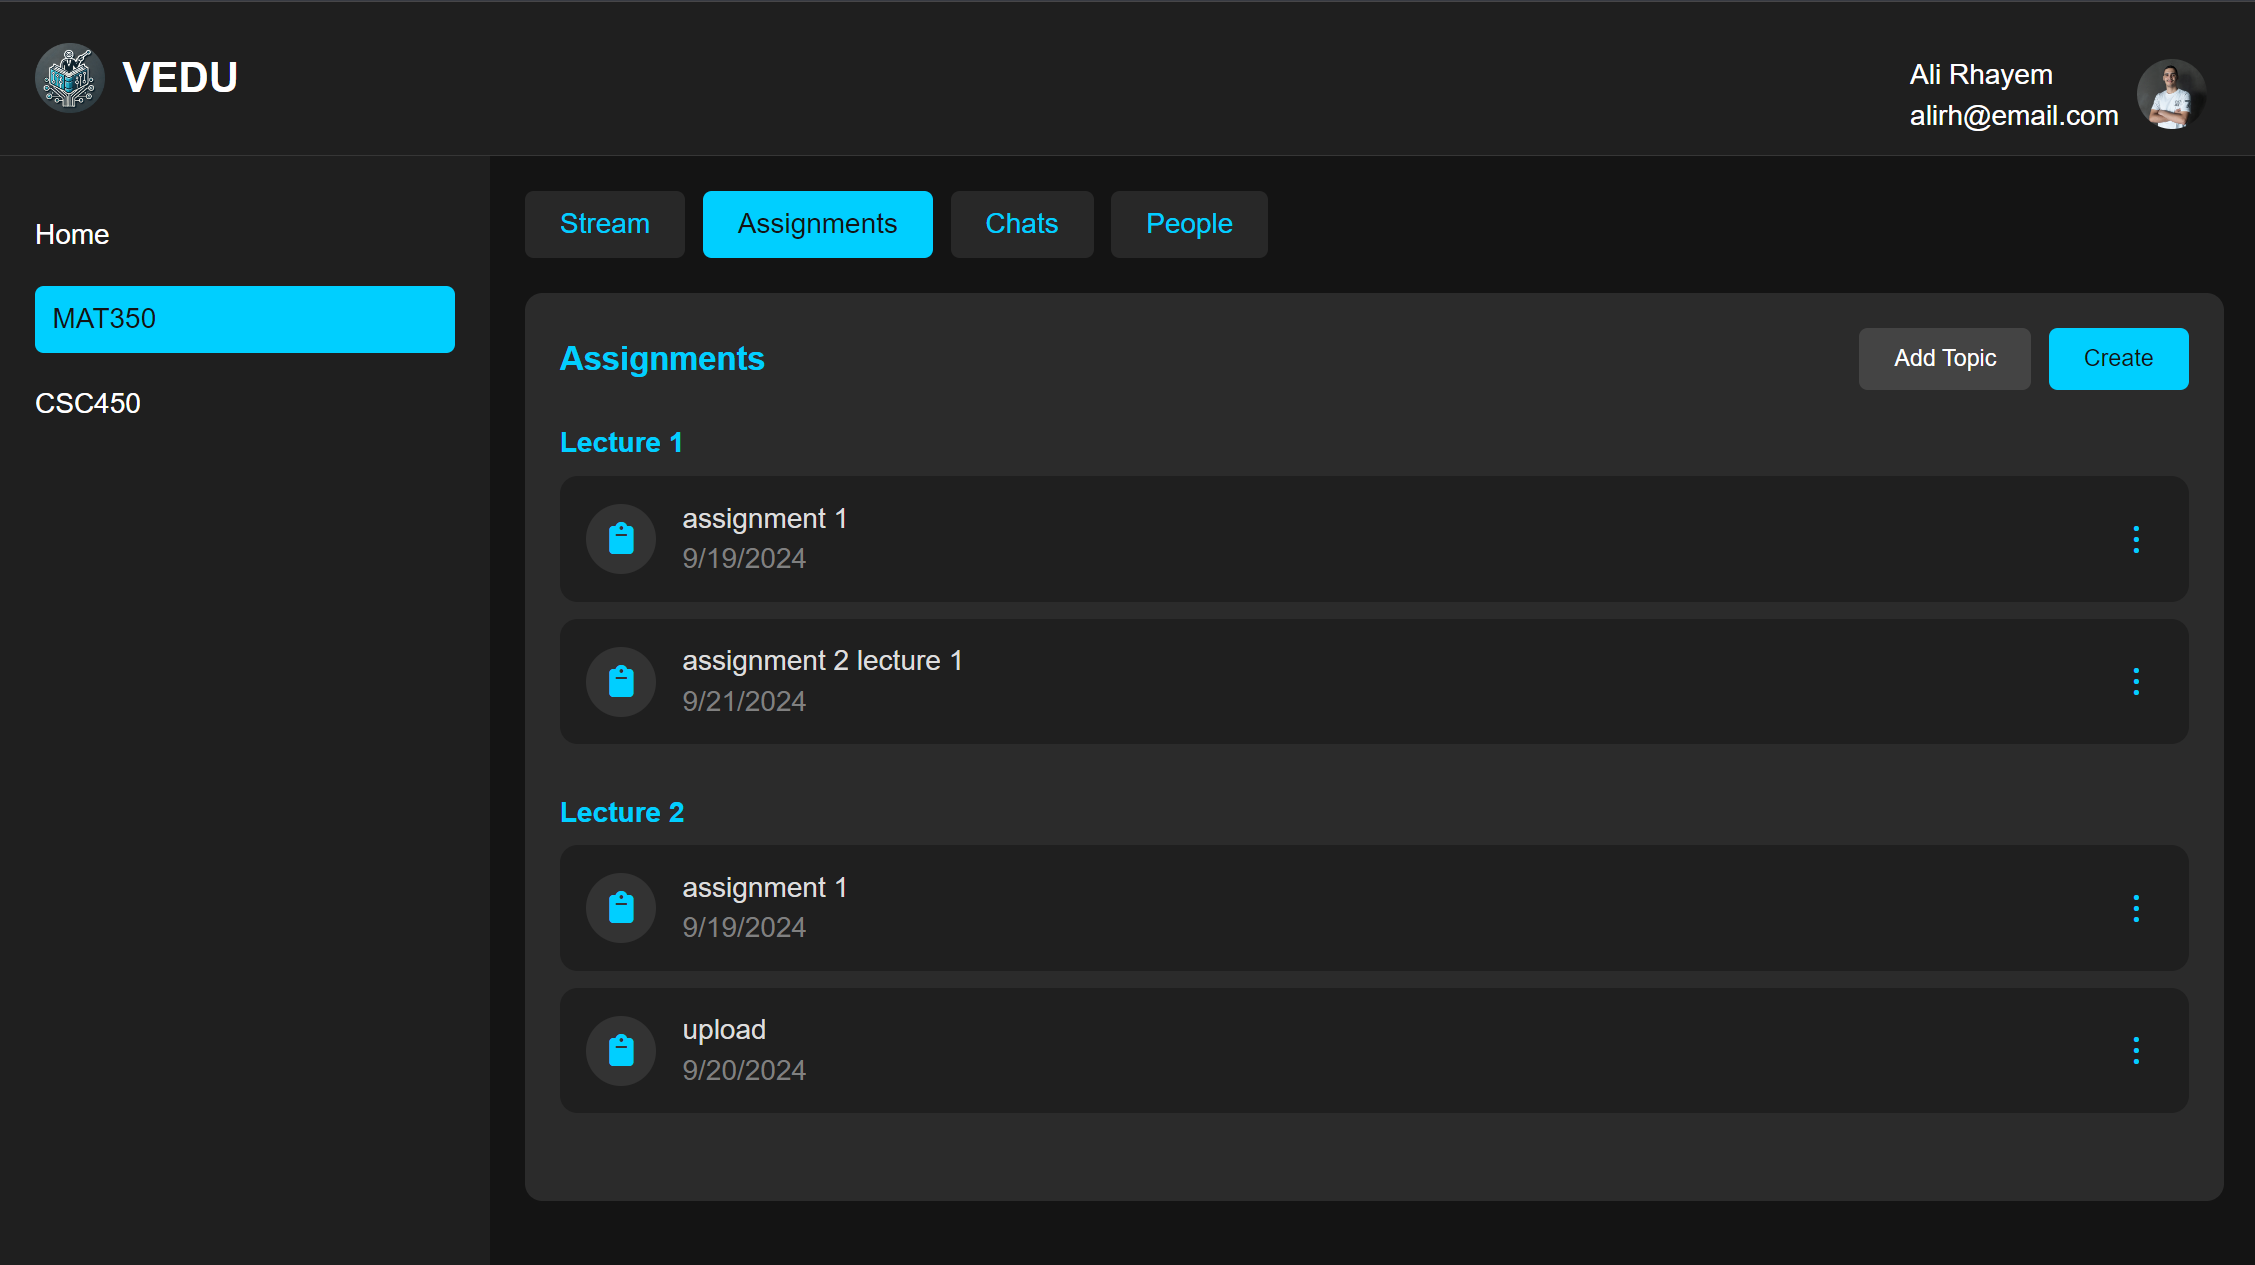 VEDU
Ali Rhayem
alirh@email.com
Home
MAT350
CSC450
Stream
Assignments
Chats
People
Assignments
Add Topic
Create
Lecture 1
assignment 1
9/19/2024
assignment 2 lecture 1
9/21/2024
Lecture 2
assignment 1
9/19/2024
upload
9/20/2024